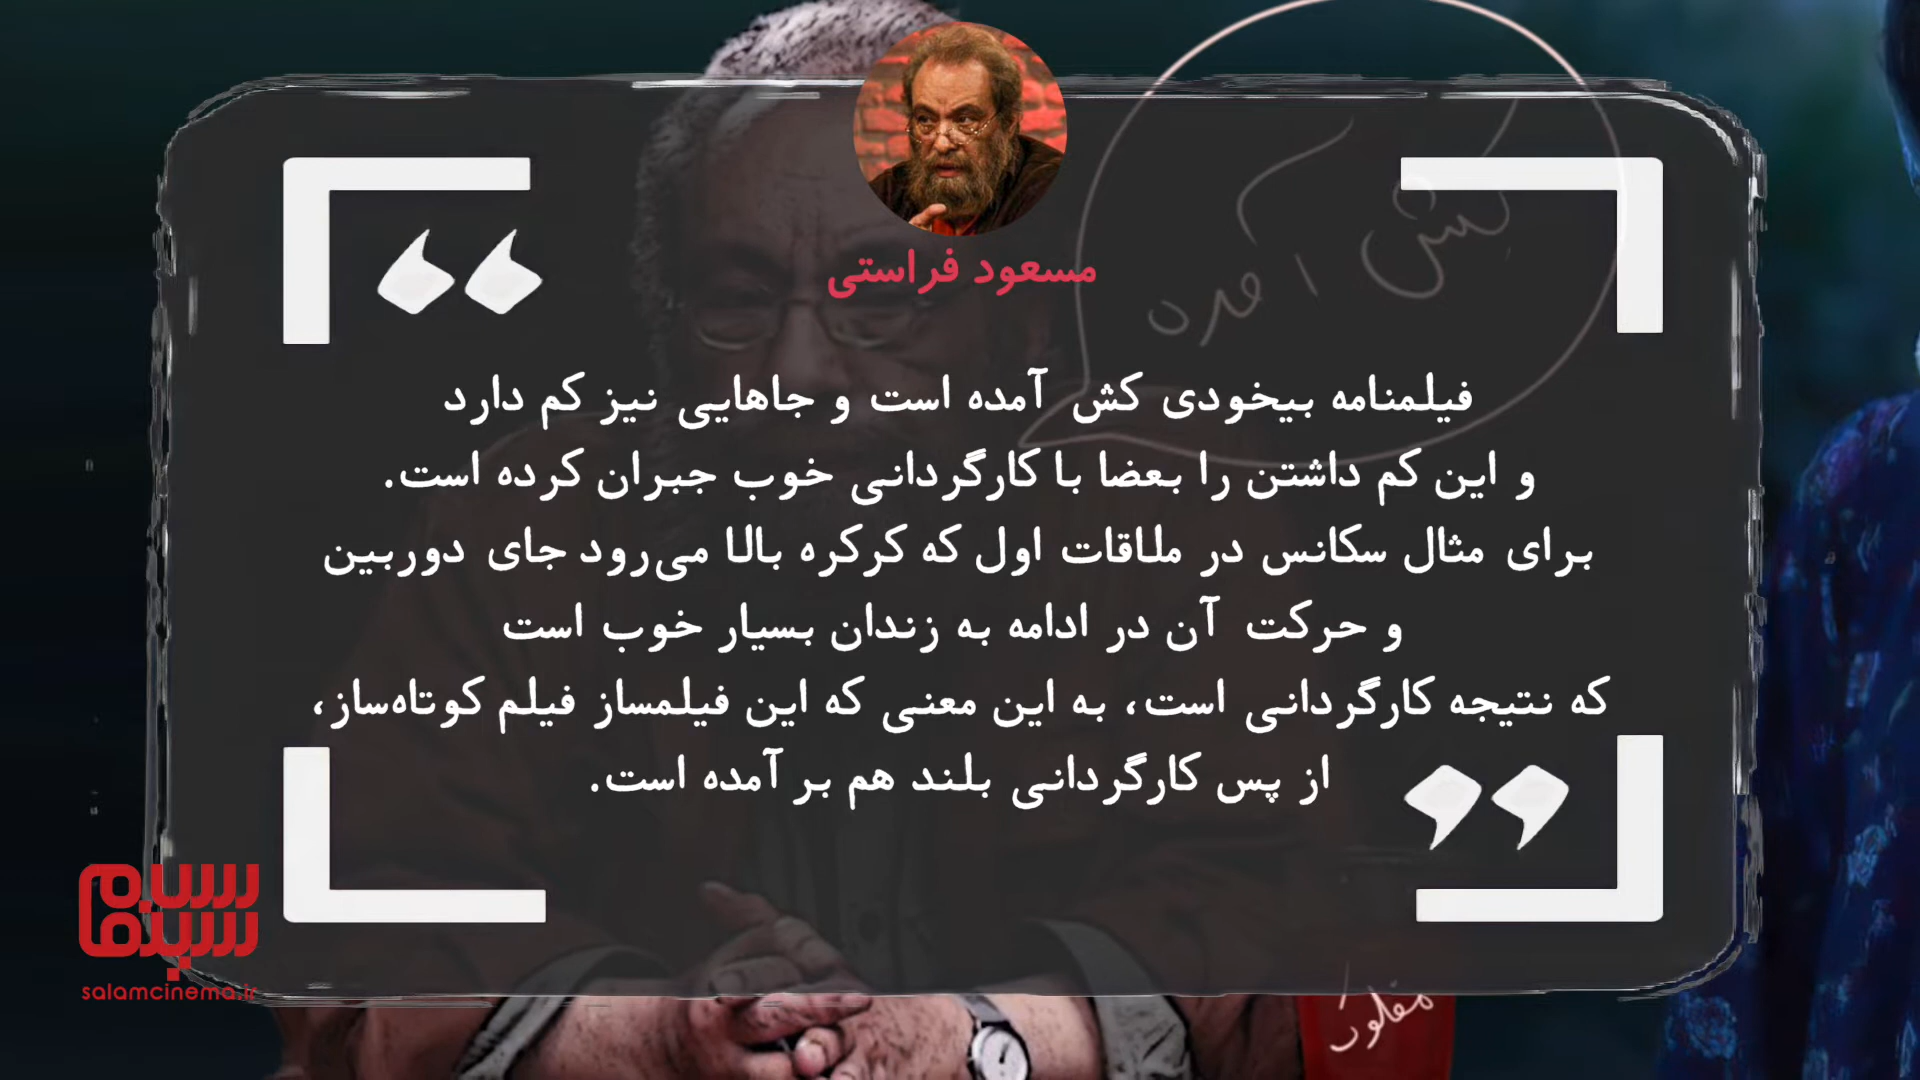 کش آمده
مسعود فراستی
فیلمنامه بیخودی کش آمده است و جاهایی نیز کم دارد
و این کم داشتن را بعضا با کارگردانی خوب جبران کرده است.
برای مثال سکانس در ملاقات اول که کرکره بالا می‌رود جای دوربین
و حرکت آن در ادامه به زندان بسیار خوب است
که نتیجه کارگردانی است، به این معنی که این فیلمساز فیلم کوتاه‌ساز،
از پس کارگردانی بلند هم بر آمده است.
سلام سینما
salamcinema.ir
مفلوک